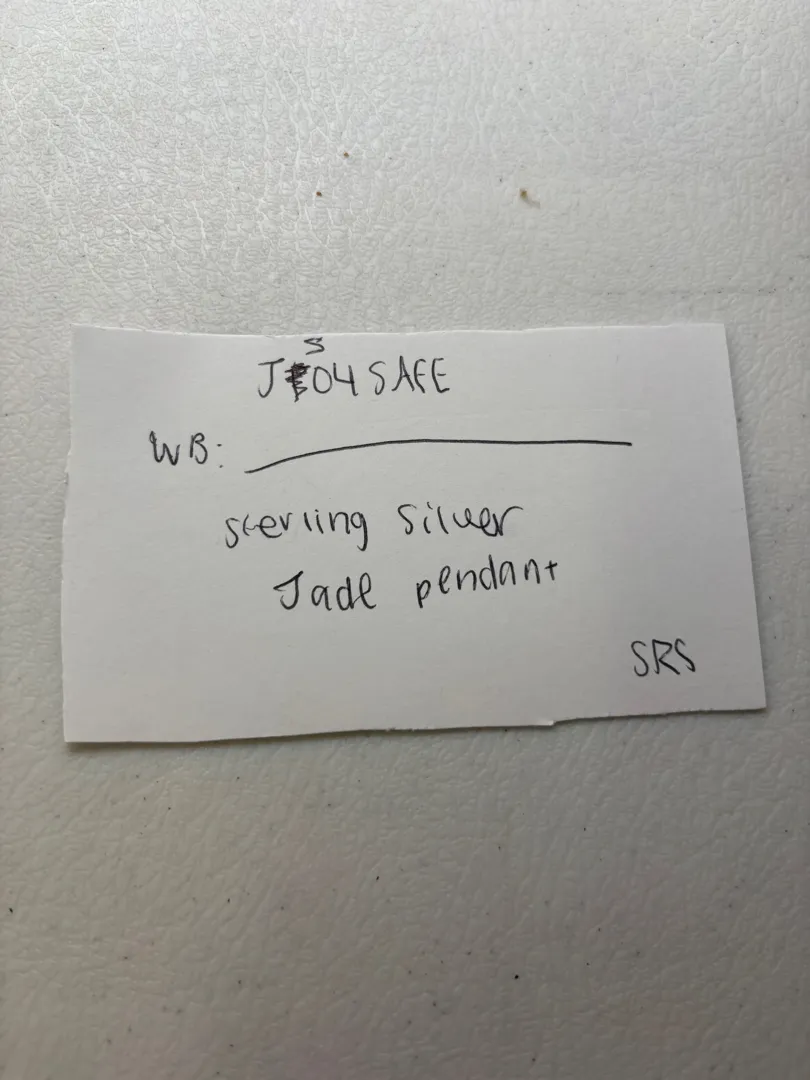 JS04 SAFE
WB:
sterling silver
Jade pendant
SRS